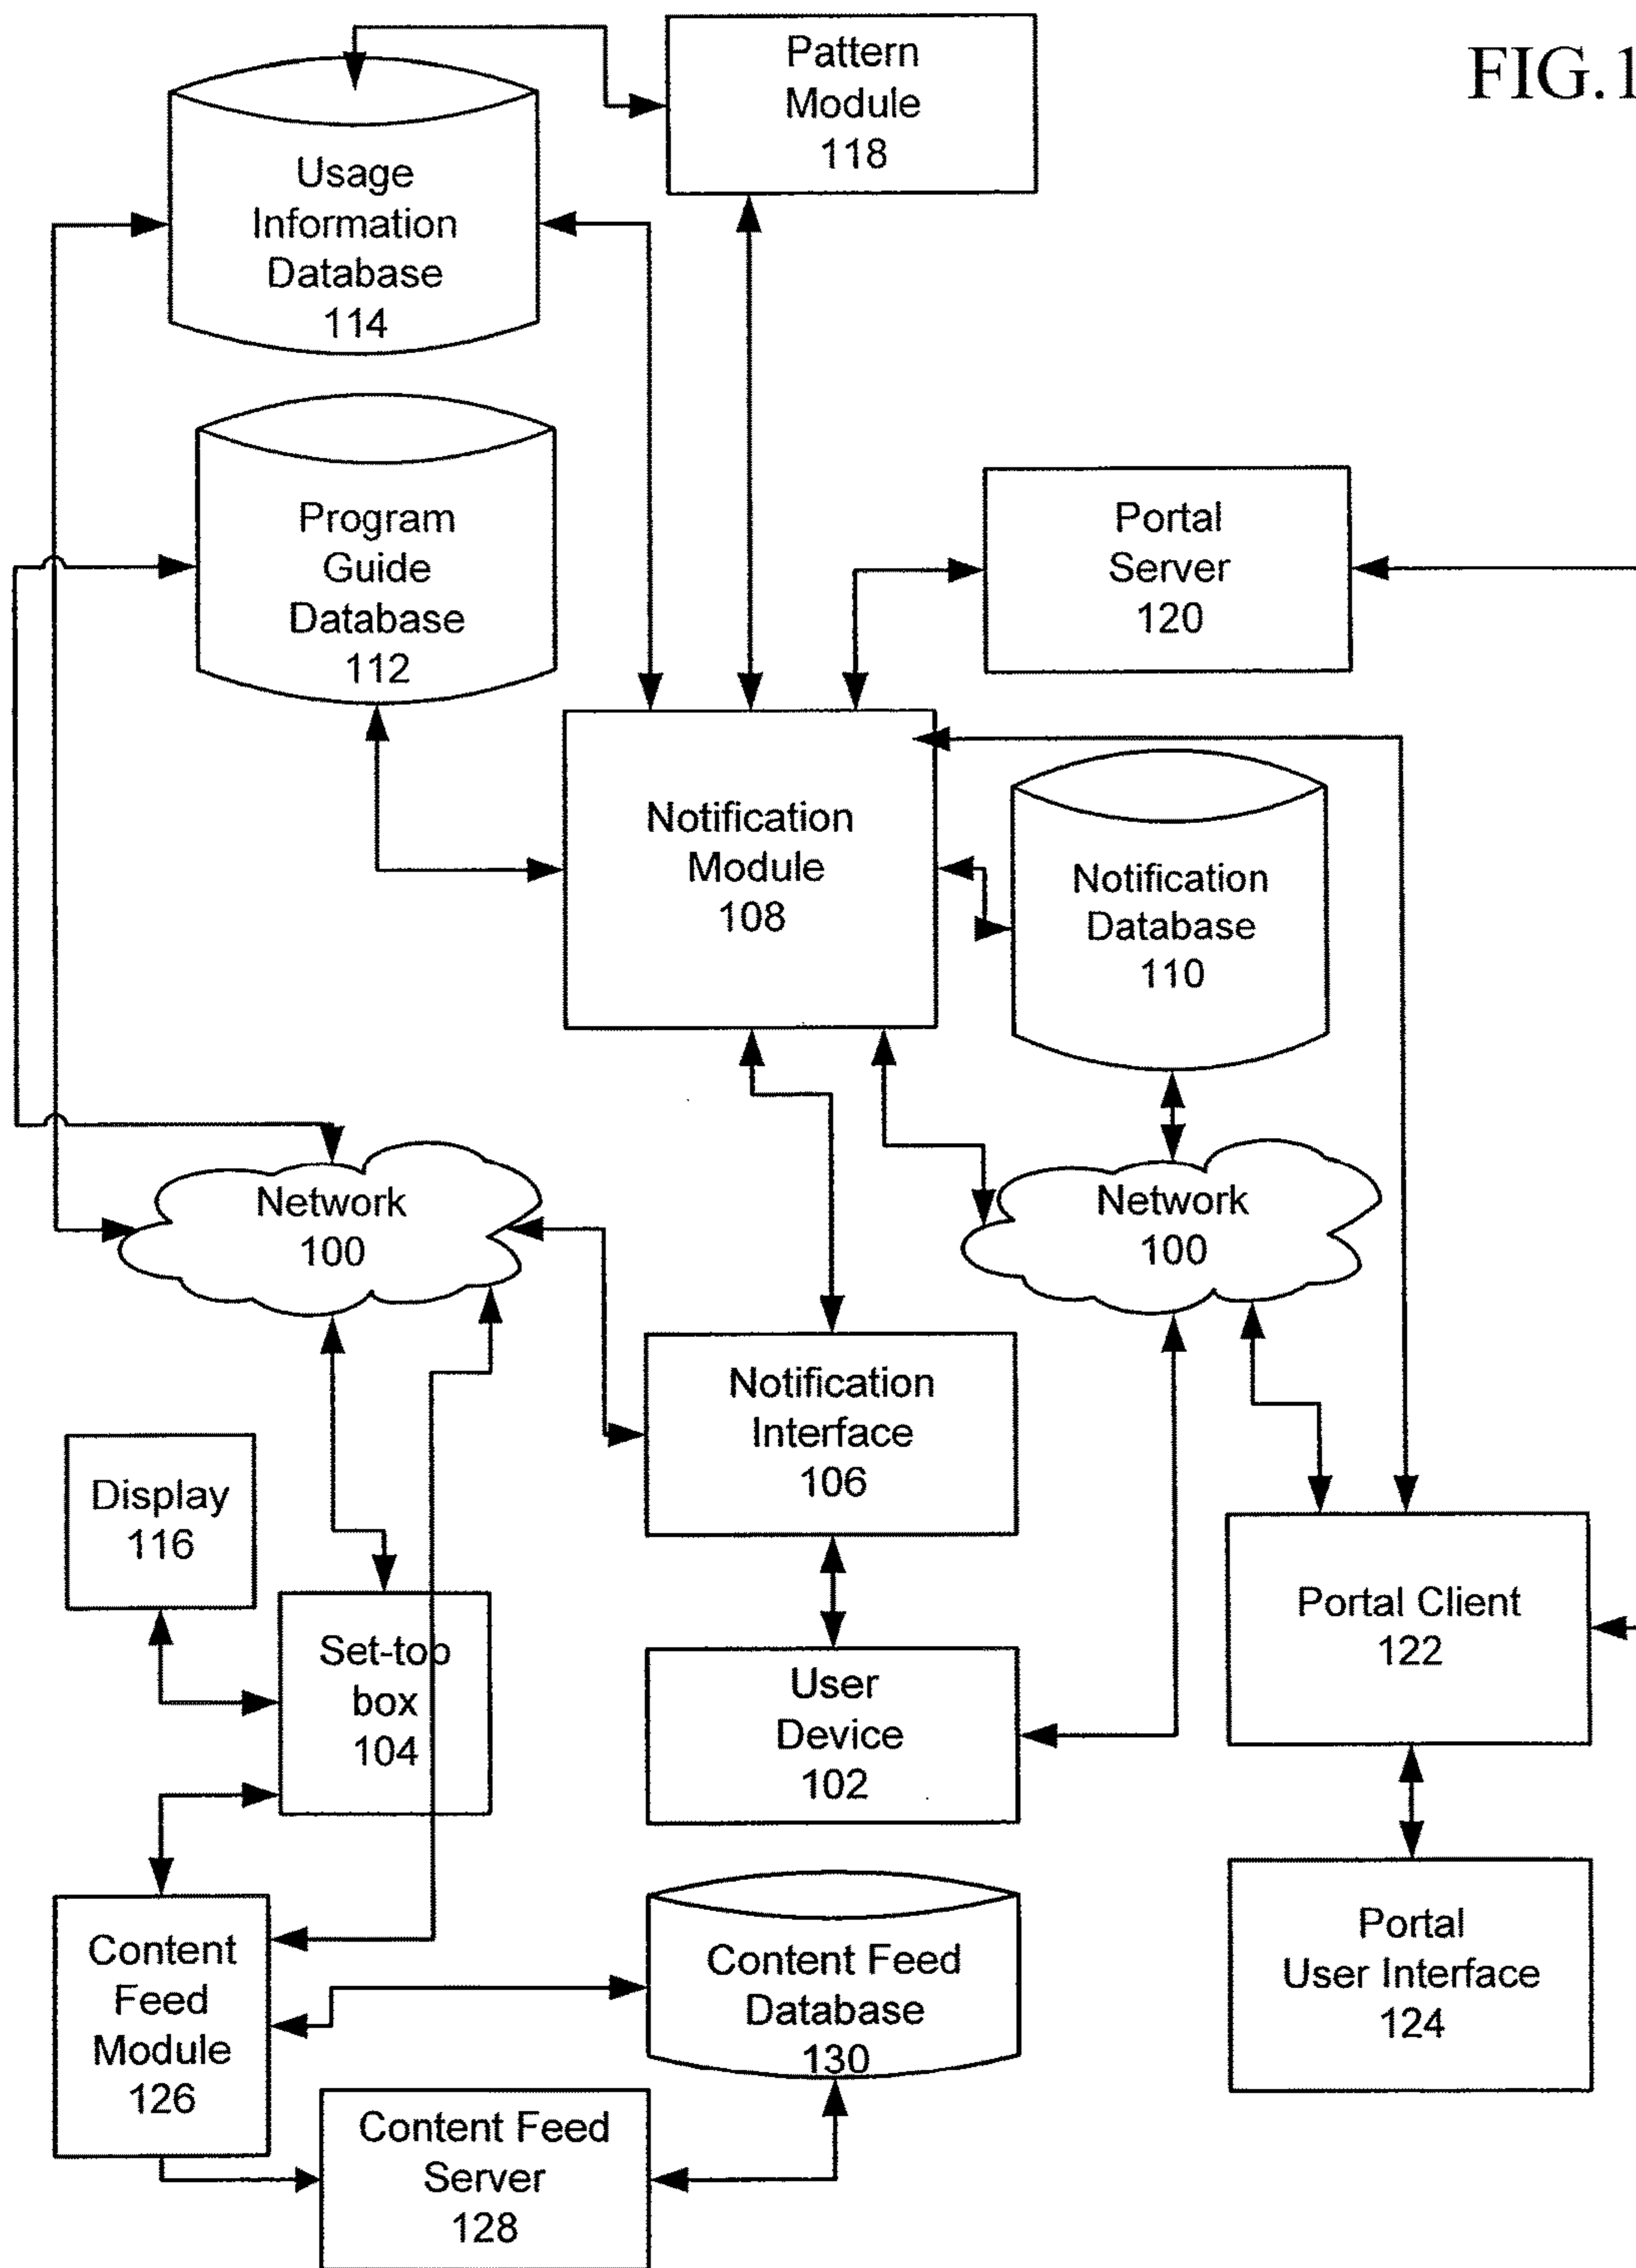 FIG.1
Pattern
Module
118
Usage
Information
Database
114
Program
Guide
Database
112
Portal
Server
120
Notification
Module
108
Notification
Database
110
Network
100
Network
100
Notification
Interface
106
Display
116
Set-top
box
104
User
Device
102
Portal Client
122
Content
Feed
Module
126
Content Feed
Database
130
Portal
User Interface
124
Content Feed
Server
128